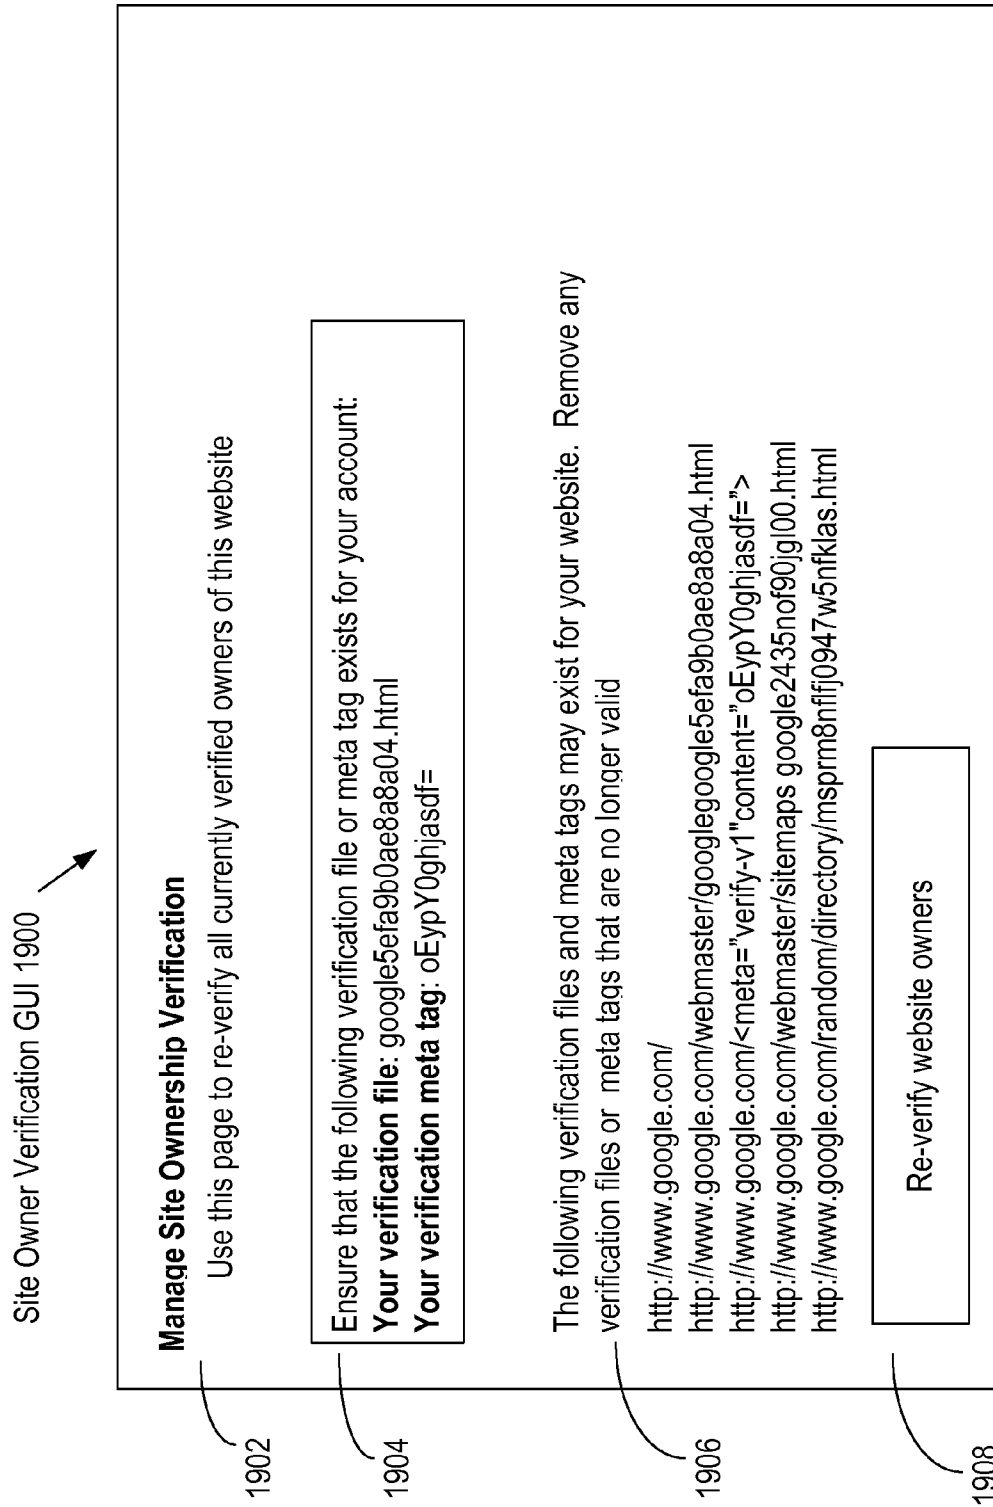 Site Owner Verification GUI 1900
Manage Site Ownership Verification
Use this page to re-verify all currently verified owners of this website
1902
Ensure that the following verification file or meta tag exists for your account:
Your verification file: google5efa9b0ae8a8a04.html
Your verification meta tag: oEypY0ghjasdf=
1904
The following verification files and meta tags may exist for your website.  Remove any
verification files or meta tags that are no longer valid
1906
http://www.google.com/
http://www.google.com/webmaster/googlegoogle5efa9b0ae8a8a04.html
http://www.google.com/<meta="verify-v1"content="oEypY0ghjasdf=">
http://www.google.com/webmaster/sitemaps google2435nof90jgl00.html
http://www.google.com/random/directory/msprm8nflfj0947w5nfklas.html
Re-verify website owners
1908